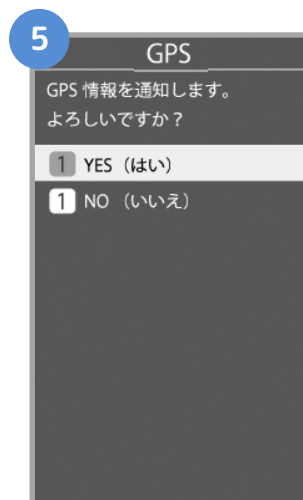 5
GPS
GPS 情報を通知します。
よろしいですか？
1 YES（はい）
1 NO （いいえ）